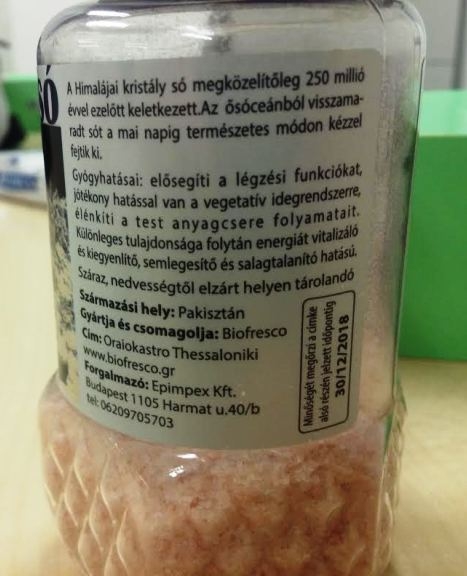 só
A Himalájai kristály só megközelítőleg 250 millió
évvel ezelőtt keletkezett.Az ősóceánból visszama-
radt sót a mai napig természetes módon kézzel
fejtik ki.
Gyógyhatásai: elősegíti a légzési funkciókat,
jótékony hatással van a vegetatív idegrendszerre,
élénkíti a test anyagcsere folyamatait.
Különleges tulajdonsága folytán energiát vitalizáló
és kiegyenlítő, semlegesítő és salagtalanító hatású.
Száraz, nedvességtől elzárt helyen tárolandó
Származási hely: Pakisztán
Gyártja és csomagolja: Biofresco
Cím: Oraiokastro Thessaloniki
www.biofresco.gr
Forgalmazó: Epimpex Kft.
Budapest 1105 Harmat u.40/b
tel: 06209705703
Minőségét megőrzi a címke
alsó részén jelzett időpontig
30/12/2018